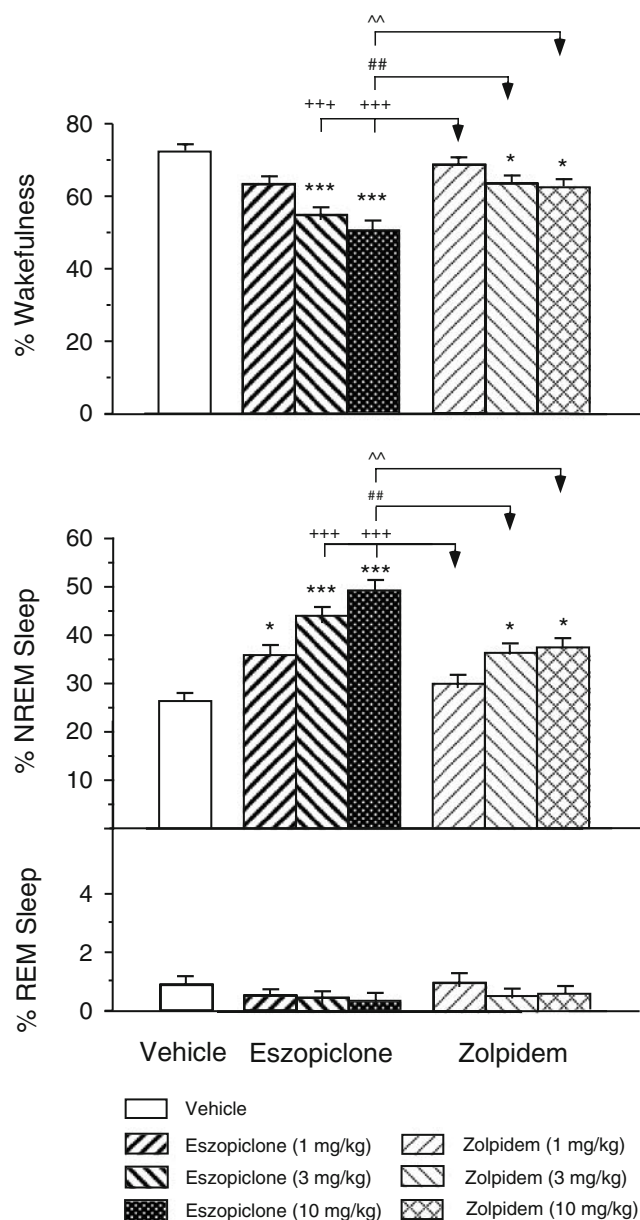 ^^
##
+++ +++
80
60
40
20
0
% Wakefulness
*** *** * *
^^
##
+++ +++
60
50
40
30
20
10
% NREM Sleep
* *** *** * *
4
2
0
% REM Sleep
Vehicle Eszopiclone Zolpidem
Vehicle
Eszopiclone (1 mg/kg) Zolpidem (1 mg/kg)
Eszopiclone (3 mg/kg) Zolpidem (3 mg/kg)
Eszopiclone (10 mg/kg) Zolpidem (10 mg/kg)